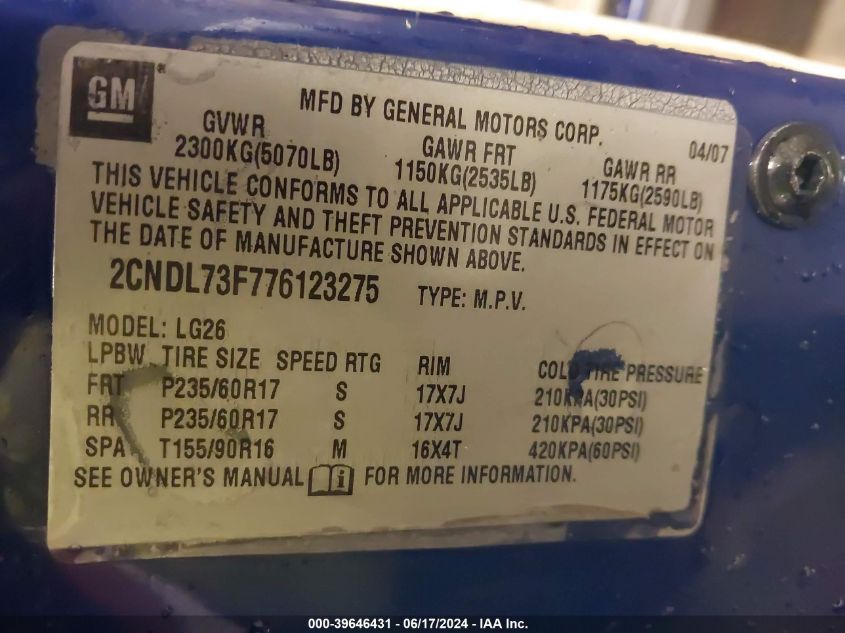 GM
MFD BY GENERAL MOTORS CORP. 04/07
GVWR GAWR FRT GAWR RR
2300KG(5070LB) 1150KG(2535LB) 1175KG(2590LB)
THIS VEHICLE CONFORMS TO ALL APPLICABLE U.S. FEDERAL MOTOR
VEHICLE SAFETY AND THEFT PREVENTION STANDARDS IN EFFECT ON
THE DATE OF MANUFACTURE SHOWN ABOVE.
2CNDL73F776123275 TYPE: M.P.V.
MODEL: LG26
LPBW TIRE SIZE SPEED RTG RIM COLD TIRE PRESSURE
FRT P235/60R17 S 17X7J 210KPA(30PSI)
RR P235/60R17 S 17X7J 210KPA(30PSI)
SPA T155/90R16 M 16X4T 420KPA(60PSI)
SEE OWNER'S MANUAL i FOR MORE INFORMATION.
000-39646431 - 06/17/2024 - IAA Inc.